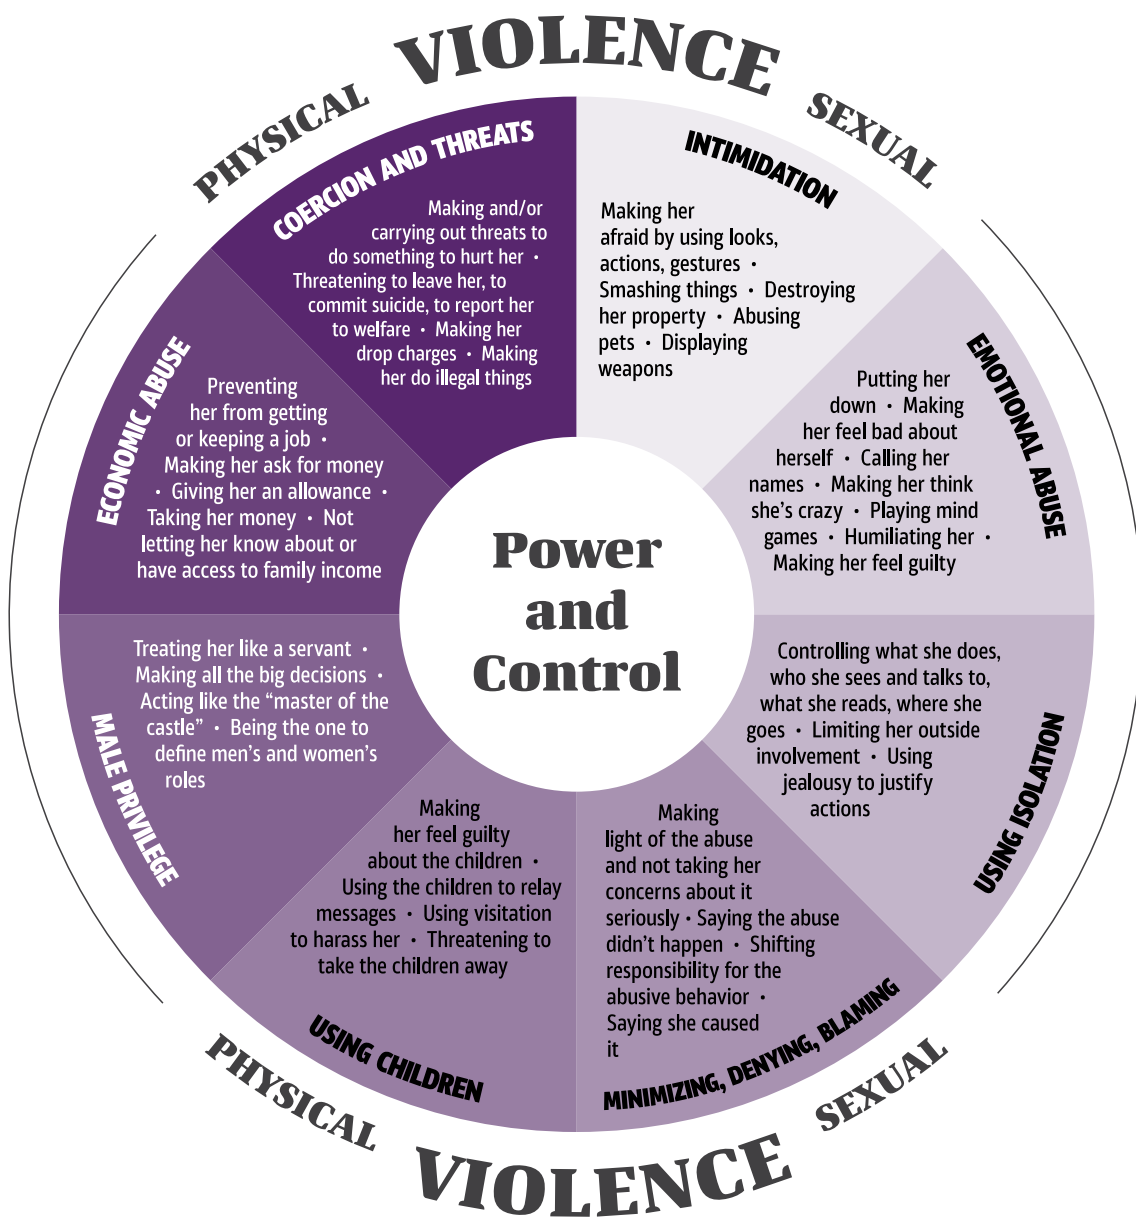 PHYSICAL VIOLENCE SEXUAL
COERCION AND THREATS
Making and/or
carrying out threats to
do something to hurt her •
Threatening to leave her, to
commit suicide, to report her
to welfare • Making her
drop charges • Making
her do illegal things
INTIMIDATION
Making her
afraid by using looks,
actions, gestures •
Smashing things • Destroying
her property • Abusing
pets • Displaying
weapons
EMOTIONAL ABUSE
Putting her
down • Making
her feel bad about
herself • Calling her
names • Making her think
she's crazy • Playing mind
games • Humiliating her •
Making her feel guilty
USING ISOLATION
Controlling what she does,
who she sees and talks to,
what she reads, where she
goes • Limiting her outside
involvement • Using
jealousy to justify
actions
MINIMIZING, DENYING, BLAMING
Making
light of the abuse
and not taking her
concerns about it
seriously • Saying the abuse
didn't happen • Shifting
responsibility for the
abusive behavior •
Saying she caused
it
USING CHILDREN
Making
her feel guilty
about the children •
Using the children to relay
messages • Using visitation
to harass her • Threatening to
take the children away
MALE PRIVILEGE
Treating her like a servant •
Making all the big decisions •
Acting like the “master of the
castle” • Being the one to
define men's and women's
roles
ECONOMIC ABUSE
Preventing
her from getting
or keeping a job •
Making her ask for money
• Giving her an allowance •
Taking her money • Not
letting her know about or
have access to family income
Power
and
Control
PHYSICAL VIOLENCE SEXUAL